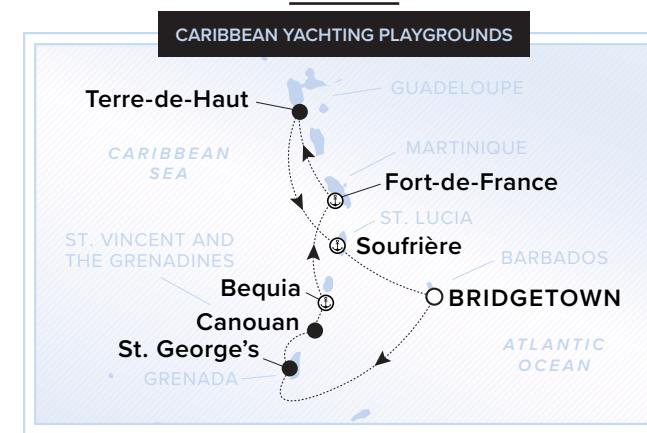 CARIBBEAN YACHTING PLAYGROUNDS
GUADELOUPE
Terre-de-Haut
MARTINIQUE
CARIBBEAN
SEA
Fort-de-France
ST. LUCIA
ST. VINCENT AND
THE GRENADINES
Soufrière
BARBADOS
Bequia
BRIDGETOWN
Canouan
St. George's
ATLANTIC
OCEAN
GRENADA